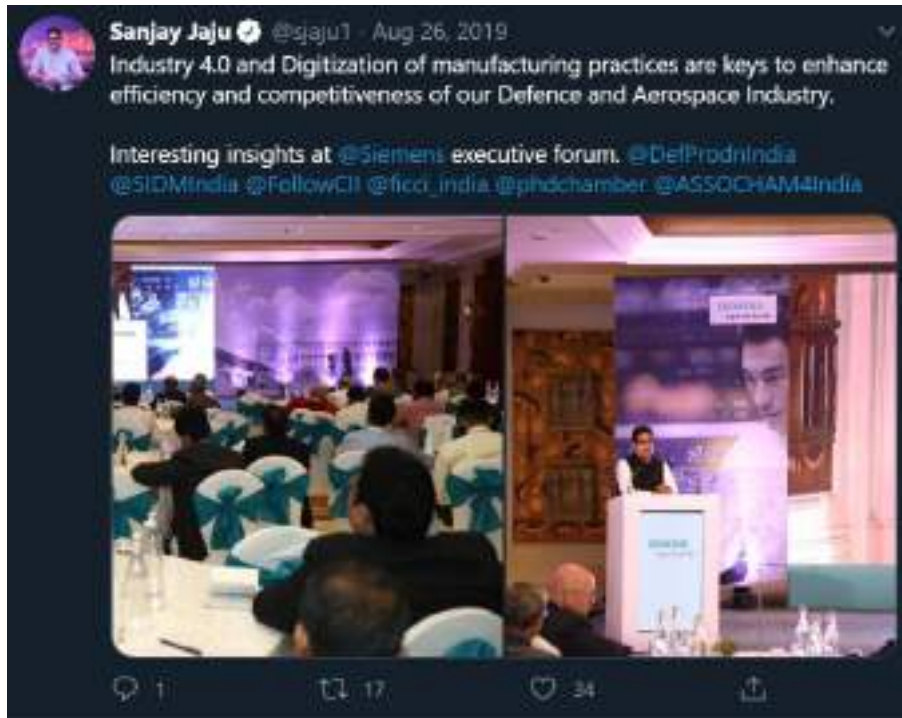 Sanjay Jaju @sjaju1 · Aug 26, 2019
Industry 4.0 and Digitization of manufacturing practices are keys to enhance
efficiency and competitiveness of our Defence and Aerospace Industry.
Interesting insights at @Siemens executive forum. @DefProdnIndia
@SIDMIndia @FollowCII @ficci_india @phdchamber @ASSOCHAM4India
1 17 34